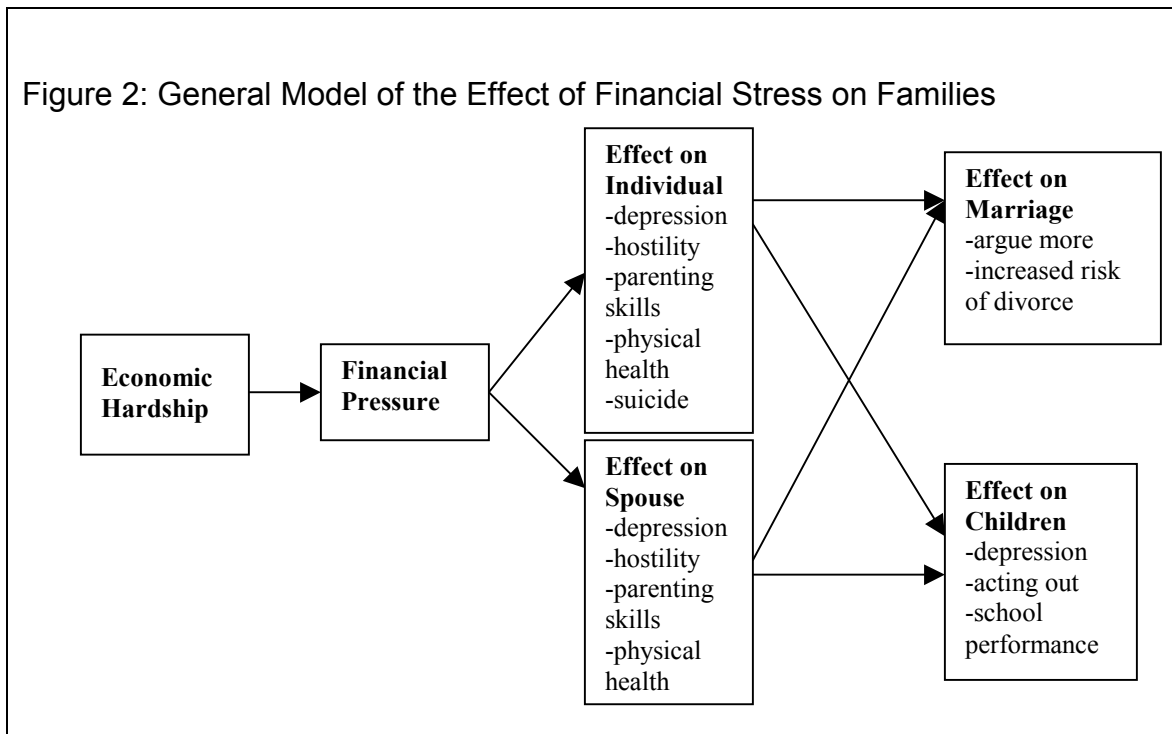 Figure 2: General Model of the Effect of Financial Stress on Families
Economic
Hardship
Financial
Pressure
Effect on
Individual
-depression
-hostility
-parenting
skills
-physical
health
-suicide
Effect on
Spouse
-depression
-hostility
-parenting
skills
-physical
health
Effect on
Marriage
-argue more
-increased risk
of divorce
Effect on
Children
-depression
-acting out
-school
performance